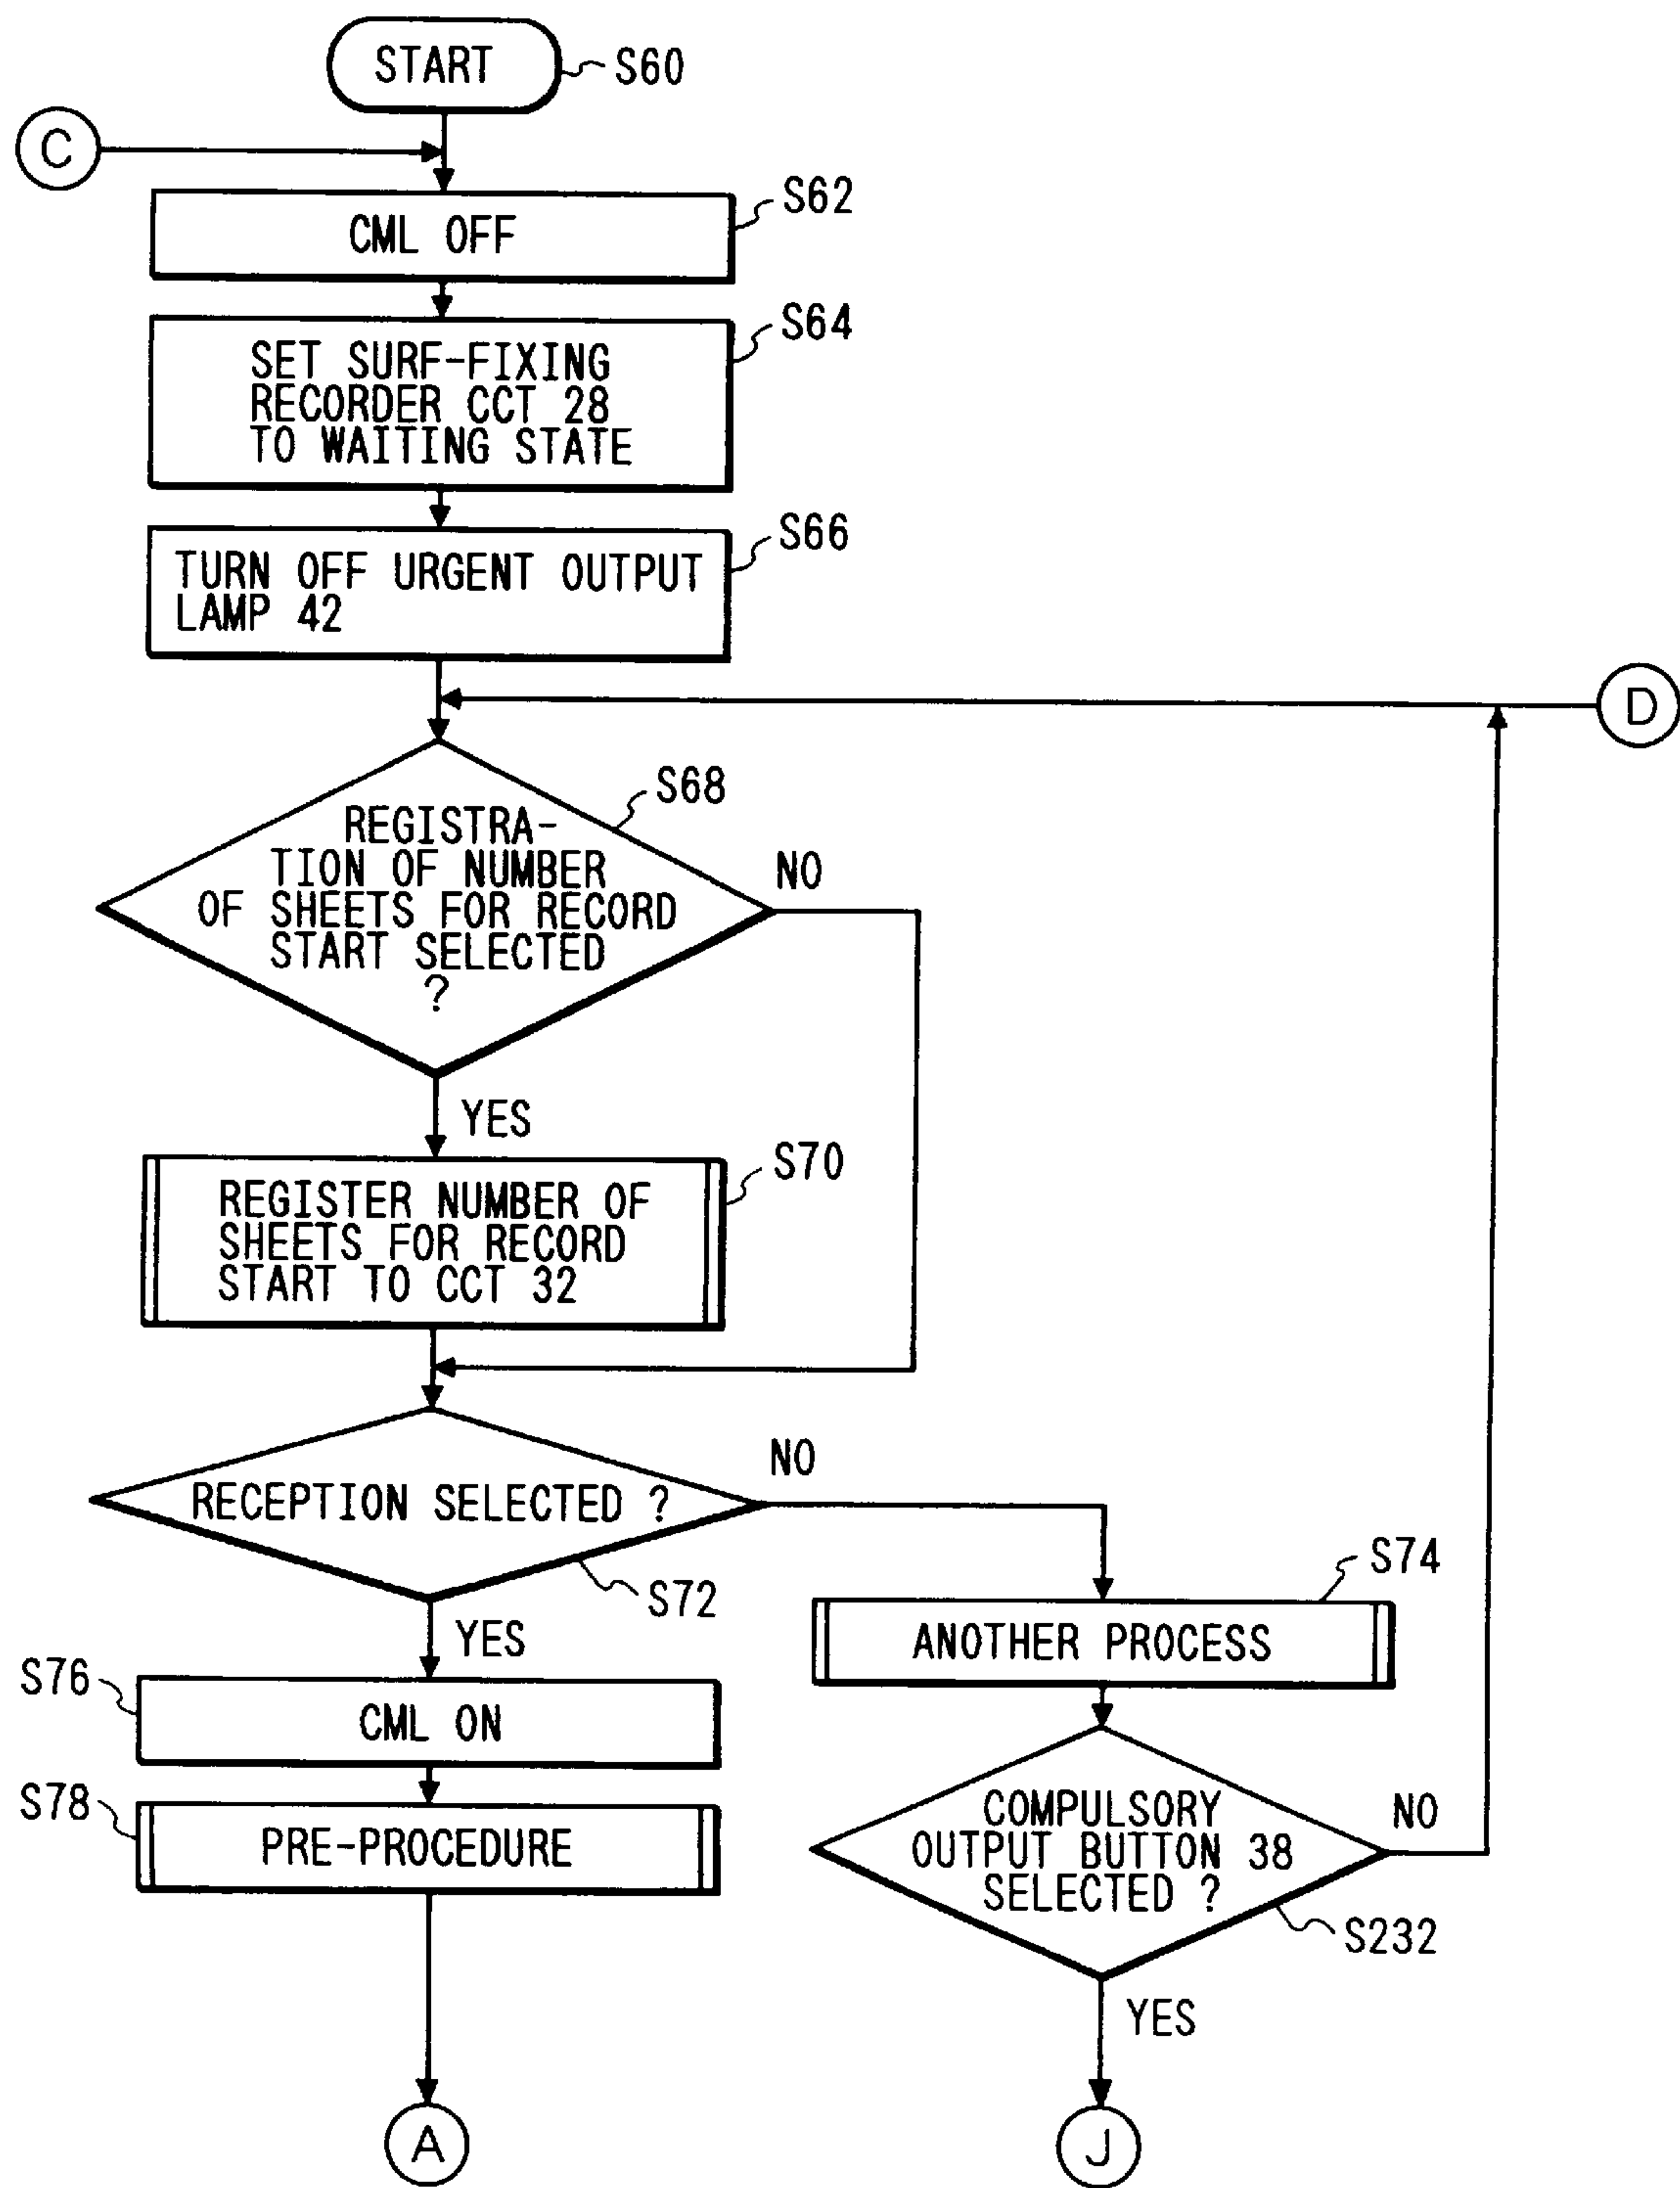 START
S60
C
S62
CML OFF
S64
SET SURF-FIXING
RECORDER CCT 28
TO WAITING STATE
S66
TURN OFF URGENT OUTPUT
LAMP 42
D
S68
REGISTRA-
TION OF NUMBER
OF SHEETS FOR RECORD
START SELECTED
?
NO
YES
S70
REGISTER NUMBER OF
SHEETS FOR RECORD
START TO CCT 32
RECEPTION SELECTED ?
NO
S72
YES
S74
ANOTHER PROCESS
S76
CML ON
S78
PRE-PROCEDURE
COMPULSORY
OUTPUT BUTTON 38
SELECTED ?
NO
S232
YES
A
J